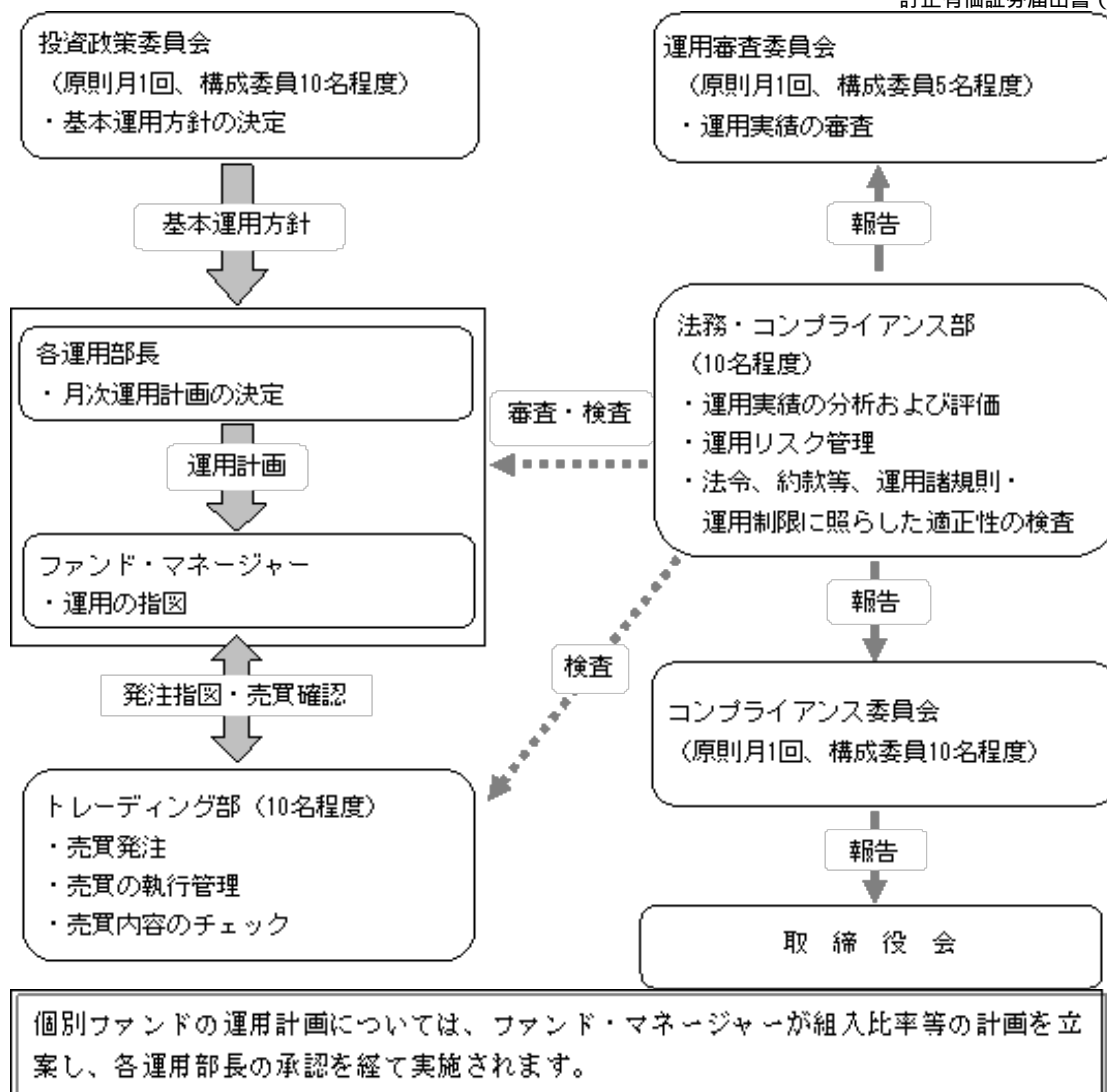 訂正有価証券届出書(
投資政策委員会
(原則月1回、構成委員10名程度)
・基本運用方針の決定
基本運用方針
各運用部長
・月次運用計画の決定
運用計画
ファンド・マネージャー
・運用の指図
発注指図・売買確認
トレーディング部(10名程度)
・売買発注
・売買の執行管理
・売買内容のチェック
運用審査委員会
(原則月1回、構成委員5名程度)
・運用実績の審査
報告
法務・コンプライアンス部
(10名程度)
・運用実績の分析および評価
・運用リスク管理
・法令、約款等、運用諸規則・
運用制限に照らした適正性の検査
審査・検査
検査
報告
コンプライアンス委員会
(原則月1回、構成委員10名程度)
報告
取 締 役 会
個別ファンドの運用計画については、ファンド・マネージャーが組入比率等の計画を立
案し、各運用部長の承認を経て実施されます。